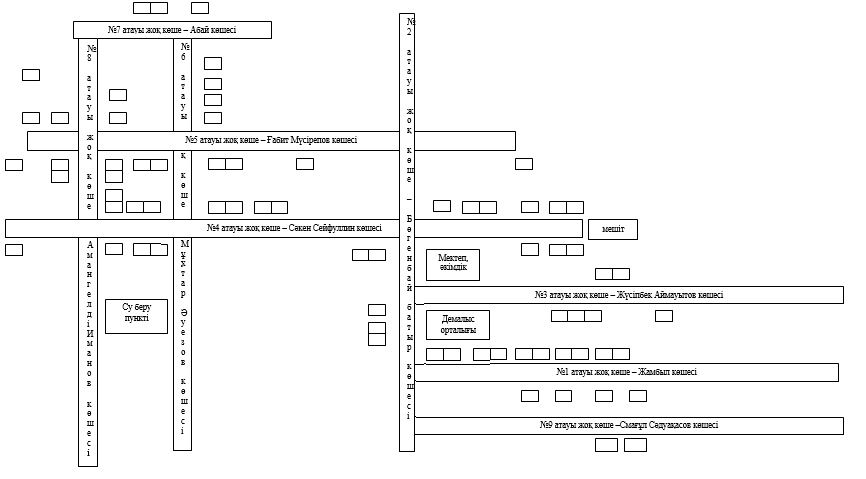 №7 атауы жоқ көше – Абай көшесі
№8 атауы жоқ көше Амангелді Иманов көшесі
№6 атауы қ көше Мұхтар Әуезов көшесі
№2 атауы жоқ көше – Бөгенбай батыр көшесі
№5 атауы жоқ көше – Ғабит Мүсірепов көшесі
№4 атауы жоқ көше – Сәкен Сейфуллин көшесі
мешіт
Мектеп,
әкімдік
№3 атауы жоқ көше – Жүсіпбек Аймауытов көшесі
Су беру
пункті
Демалыс
орталығы
№1 атауы жоқ көше – Жамбыл көшесі
№9 атауы жоқ көше –Смағұл Сәдуақасов көшесі